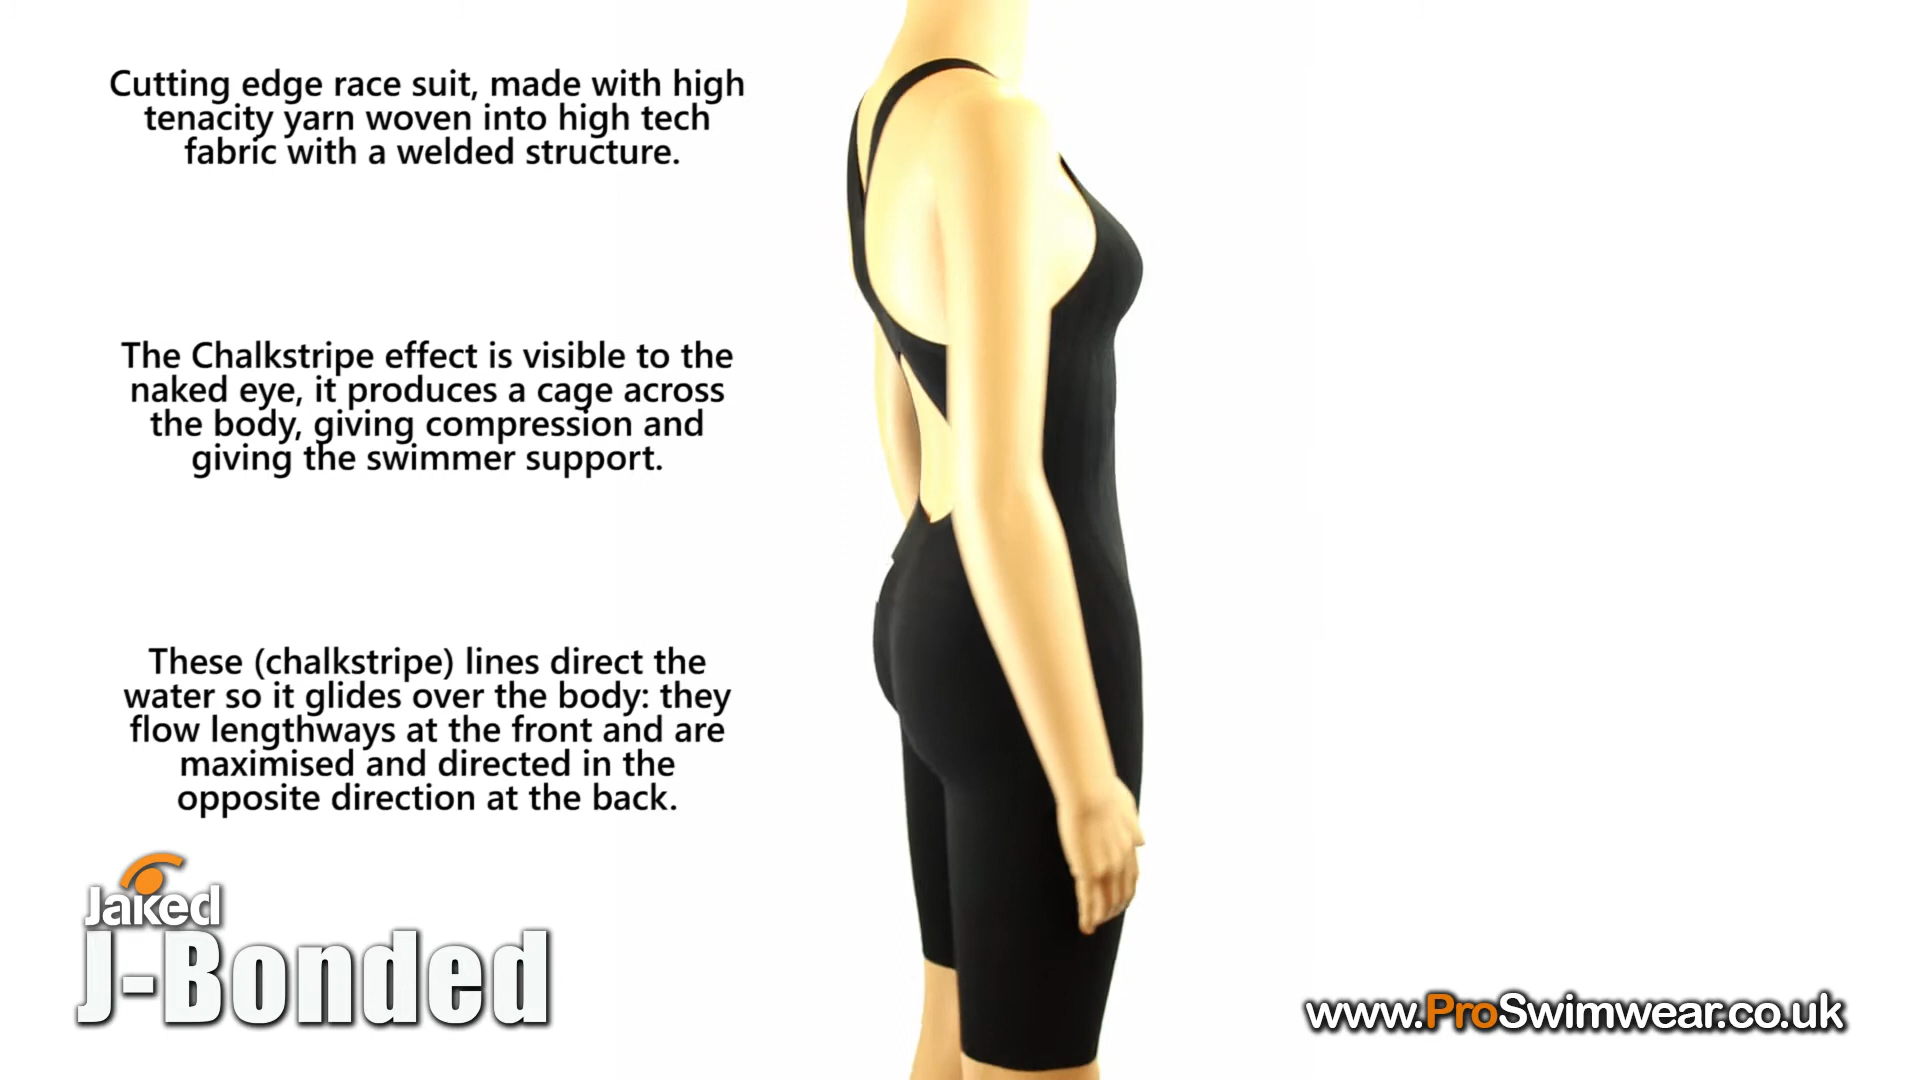 Cutting edge race suit, made with high
tenacity yarn woven into high tech
fabric with a welded structure.
The Chalkstripe effect is visible to the
naked eye, it produces a cage across
the body, giving compression and
giving the swimmer support.
These (chalkstripe) lines direct the
water so it glides over the body: they
flow lengthways at the front and are
maximised and directed in the
opposite direction at the back.
Jaked
J-Bonded
www.ProSwimwear.co.uk